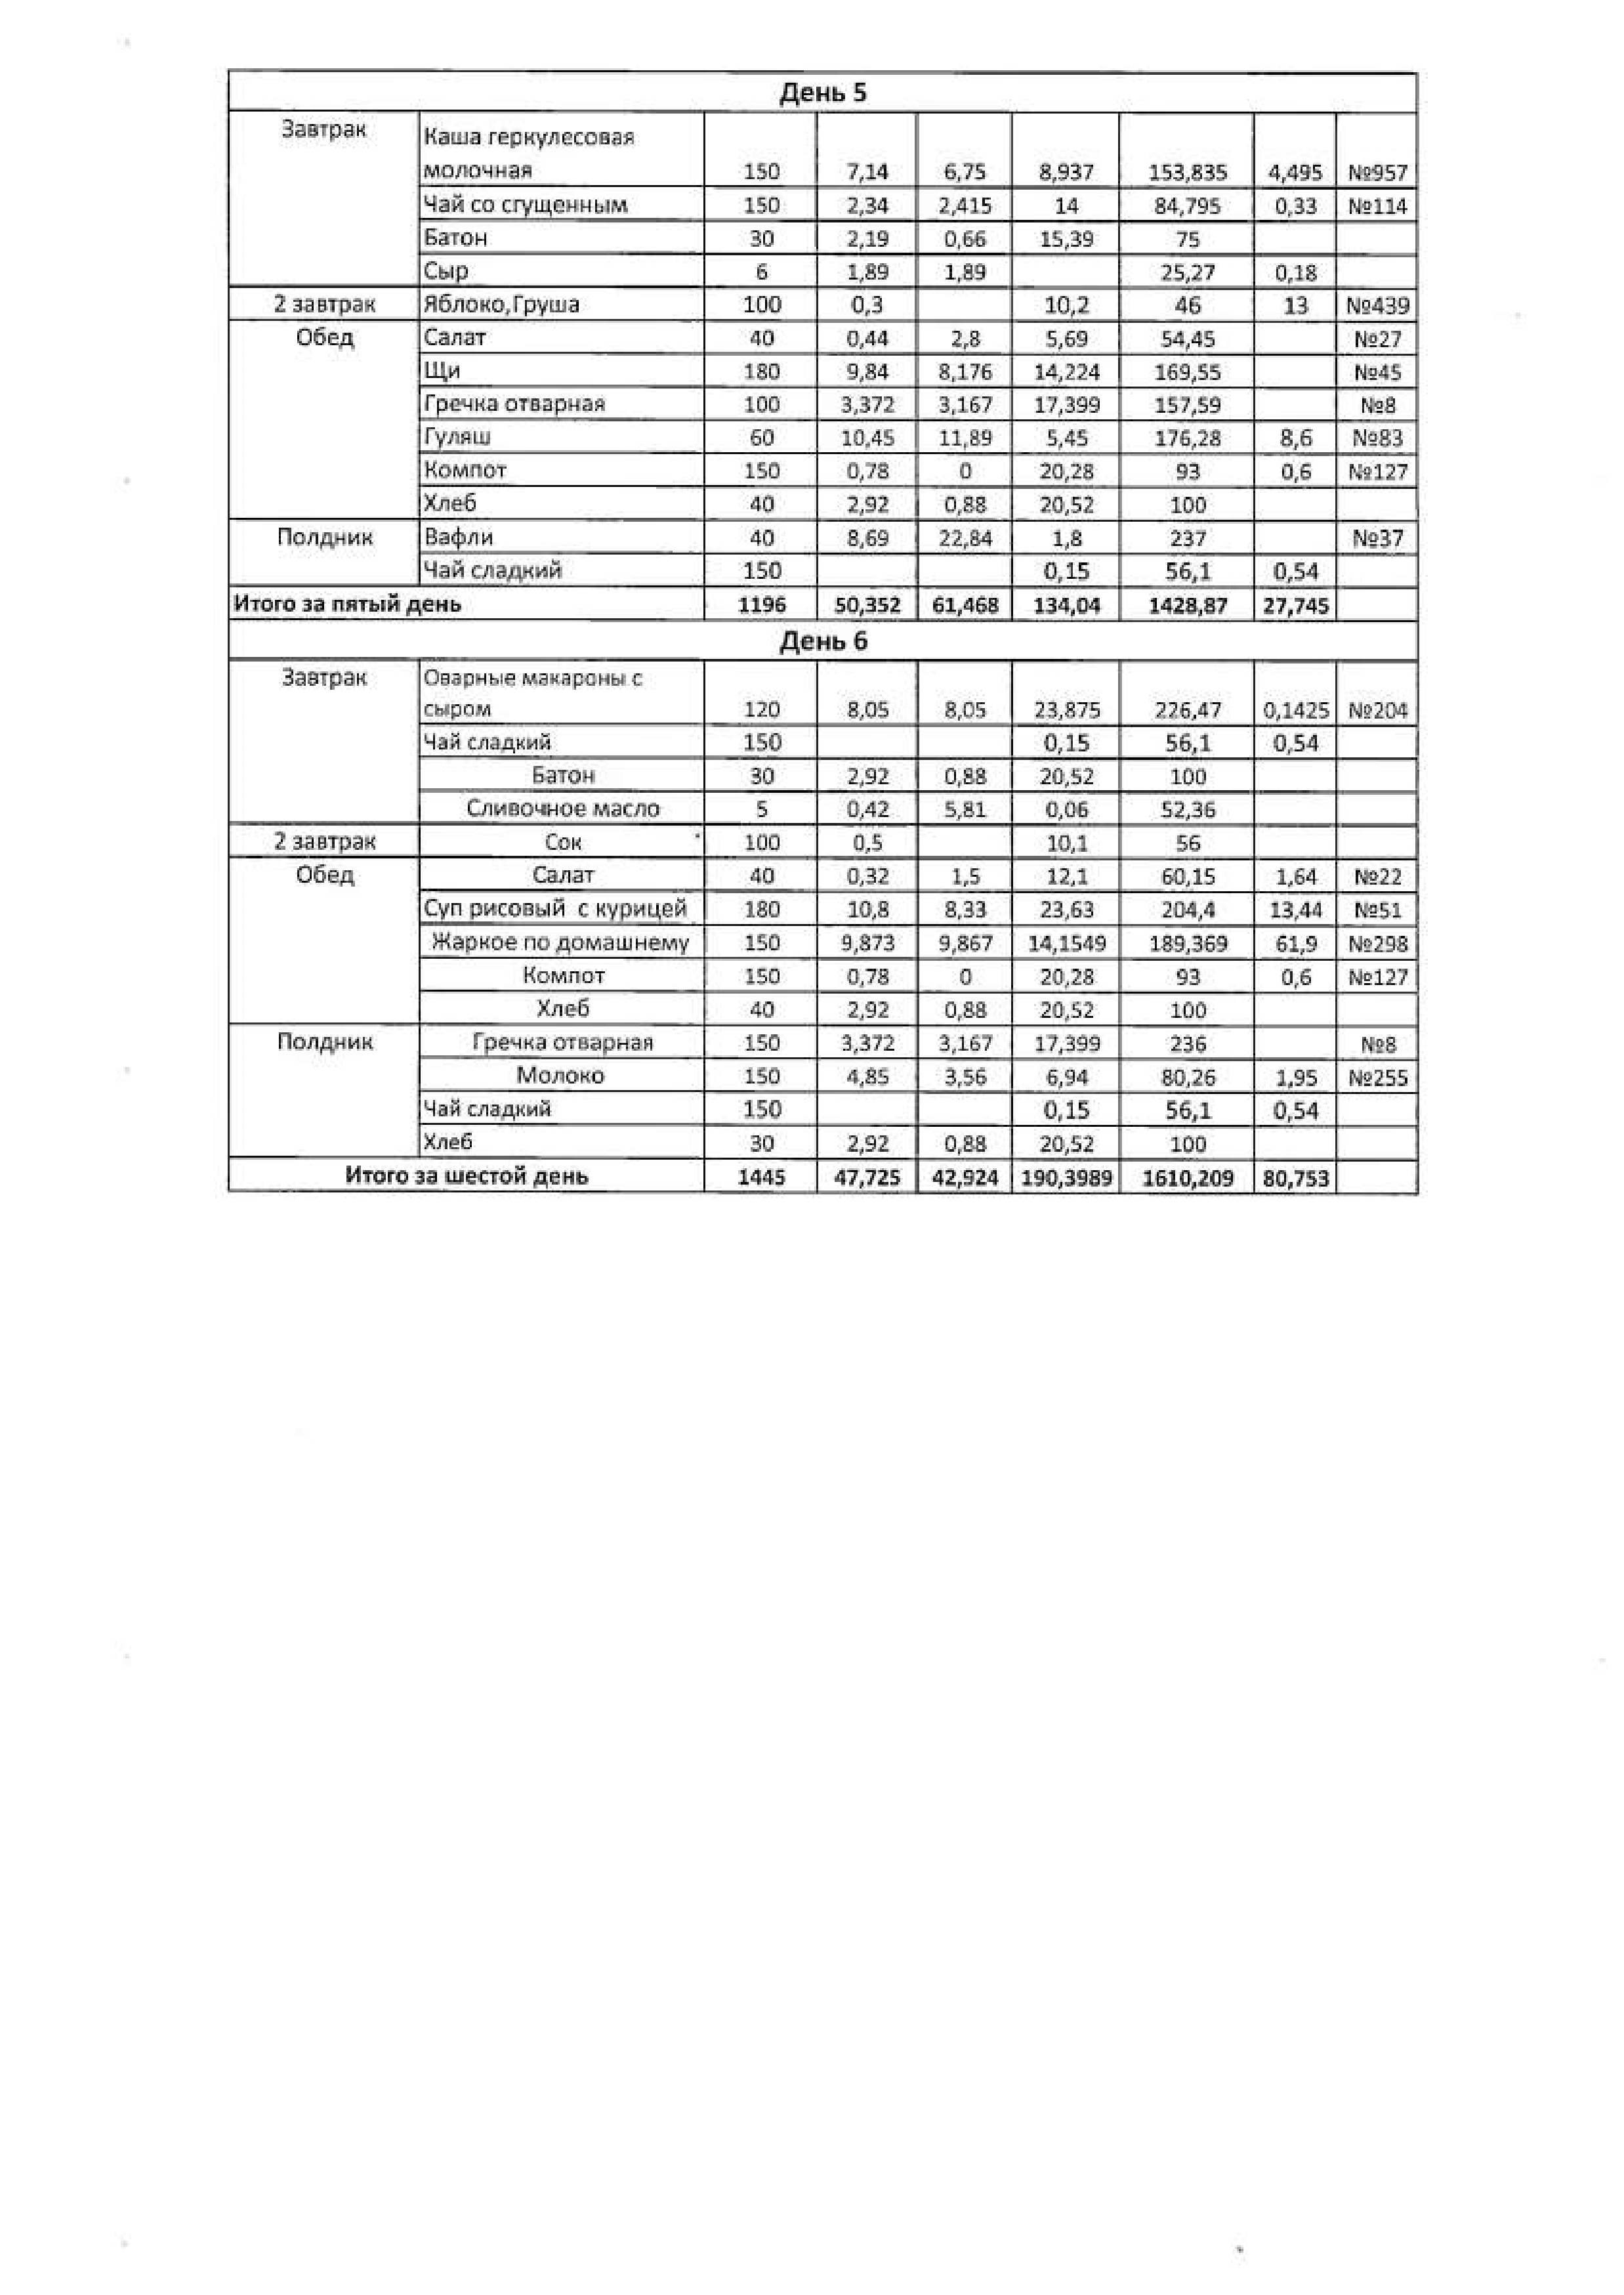 День 5
Завтрак Каша геркулесовая
молочная 150 7,14 6,75 8,937 153,835 4,495 №957
Чай со сгущенным 150 2,34 2,415 14 84,795 0,33 №114
Батон 30 2,19 0,66 15,39 75
Сыр 6 1,89 1,89 25,27 0,18
2 завтрак Яблоко,Груша 100 0,3 10,2 46 13 №439
Обед Салат 40 0,44 2,8 5,69 54,45 №27
Щи 180 9,84 8,176 14,224 169,55 №45
Гречка отварная 100 3,372 3,167 17,399 157,59 №8
Гуляш 60 10,45 11,89 5,45 176,28 8,6 №83
Компот 150 0,78 0 20,28 93 0,6 №127
Хлеб 40 2,92 0,88 20,52 100
Полдник Вафли 40 8,69 22,84 1,8 237 №37
Чай сладкий 150 0,15 56,1 0,54
Итого за пятый день 1196 50,352 61,468 134,04 1428,87 27,745
День 6
Завтрак Оварные макароны с
сыром 120 8,05 8,05 23,875 226,47 0,1425 №204
Чай сладкий 150 0,15 56,1 0,54
Батон 30 2,92 0,88 20,52 100
Сливочное масло 5 0,42 5,81 0,06 52,36
2 завтрак Сок 100 0,5 10,1 56
Обед Салат 40 0,32 1,5 12,1 60,15 1,64 №22
Суп рисовый с курицей 180 10,8 8,33 23,63 204,4 13,44 №51
Жаркое по домашнему 150 9,873 9,867 14,1549 189,369 61,9 №298
Компот 150 0,78 0 20,28 93 0,6 №127
Хлеб 40 2,92 0,88 20,52 100
Полдник Гречка отварная 150 3,372 3,167 17,399 236 №8
Молоко 150 4,85 3,56 6,94 80,26 1,95 №255
Чай сладкий 150 0,15 56,1 0,54
Хлеб 30 2,92 0,88 20,52 100
Итого за шестой день 1445 47,725 42,924 190,3989 1610,209 80,753